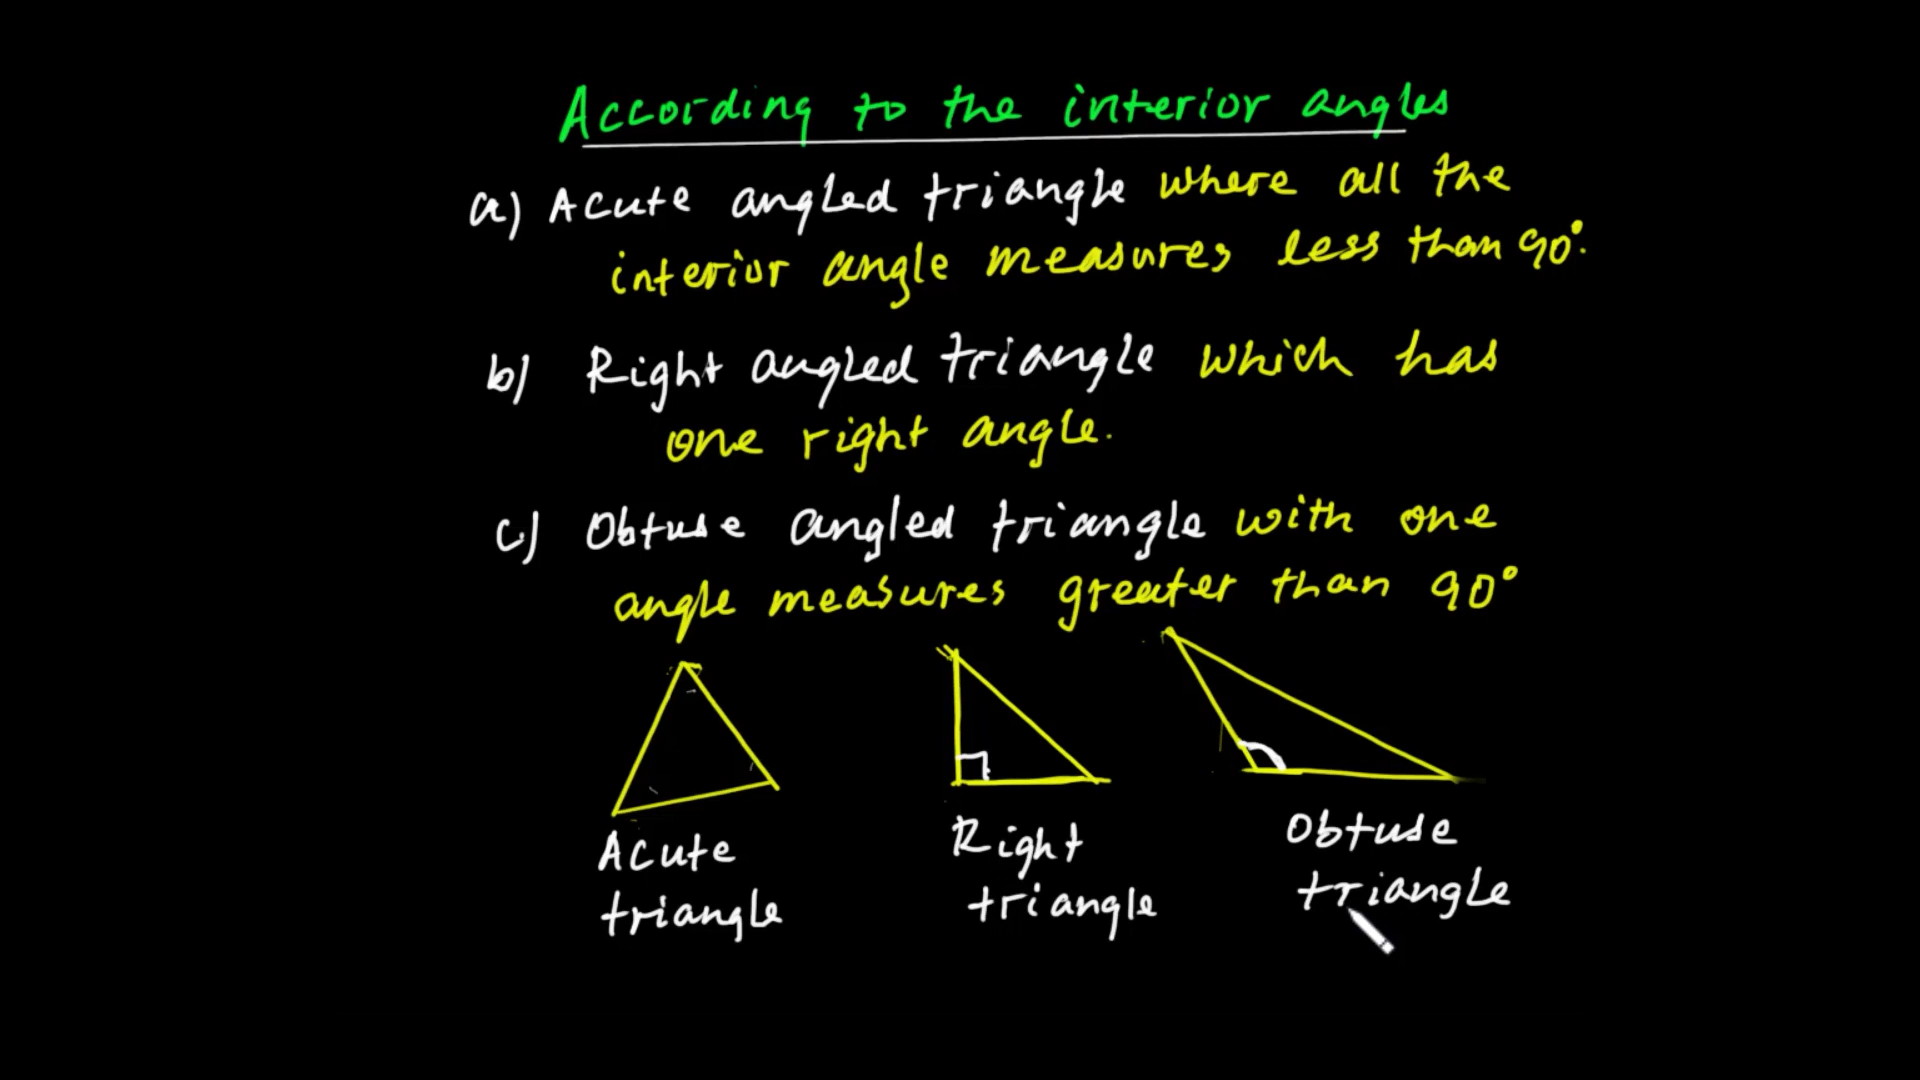 According to the interior angles
a) Acute angled triangle where all the
interior angle measures less than 90°.
b) Right angled triangle which has
one right angle.
c) Obtuse angled triangle with one
angle measures greater than 90°
Acute
triangle
Right
triangle
Obtuse
triangle